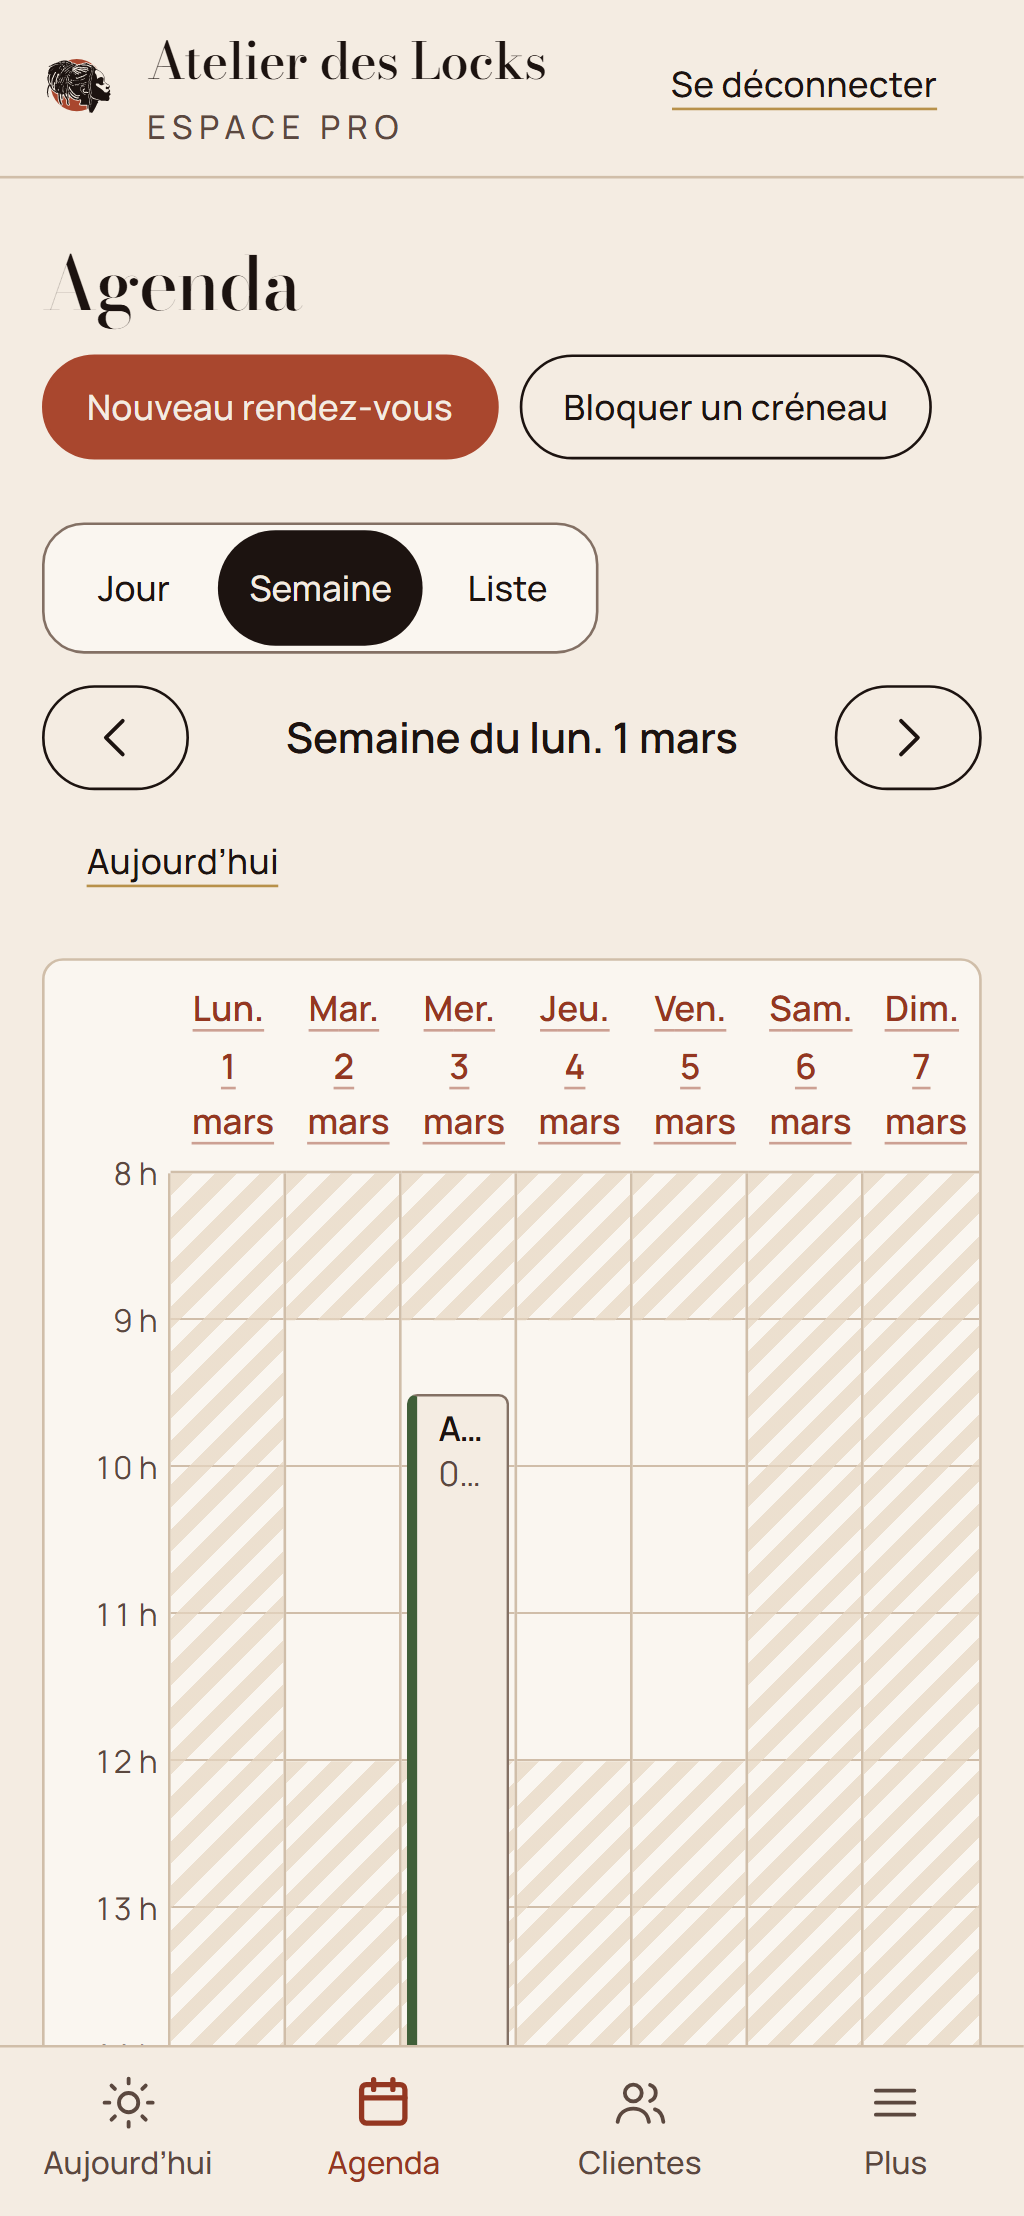 Atelier des Locks
ESPACE PRO
Se déconnecter
Agenda
Nouveau rendez-vous
Bloquer un créneau
Jour
Semaine
Liste
Semaine du lun. 1 mars
Aujourd’hui
Lun. 1 mars
Mar. 2 mars
Mer. 3 mars
Jeu. 4 mars
Ven. 5 mars
Sam. 6 mars
Dim. 7 mars
8 h
9 h
A…
0…
10 h
11 h
12 h
13 h
Aujourd’hui
Agenda
Clientes
Plus